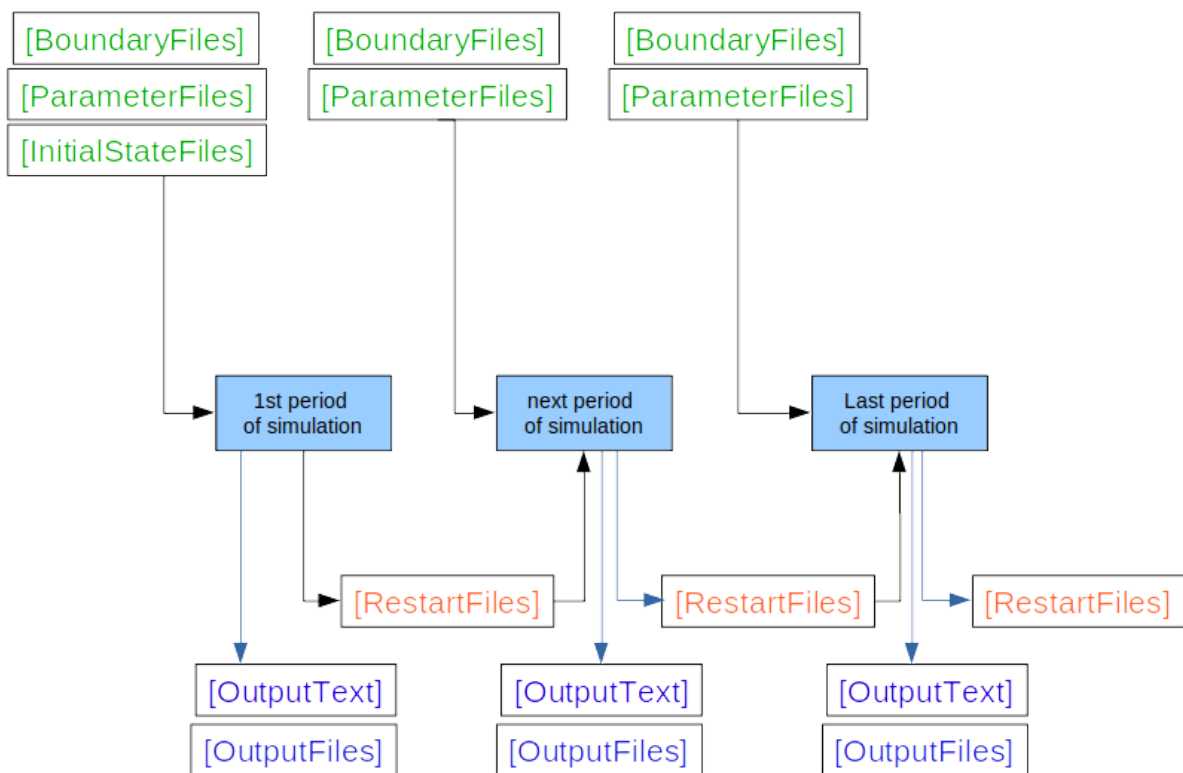 [BoundaryFiles]
[BoundaryFiles]
[BoundaryFiles]
[ParameterFiles]
[ParameterFiles]
[ParameterFiles]
[InitialStateFiles]
1st period
of simulation
next period
of simulation
Last period
of simulation
[RestartFiles]
[RestartFiles]
[RestartFiles]
[OutputText]
[OutputText]
[OutputText]
[OutputFiles]
[OutputFiles]
[OutputFiles]